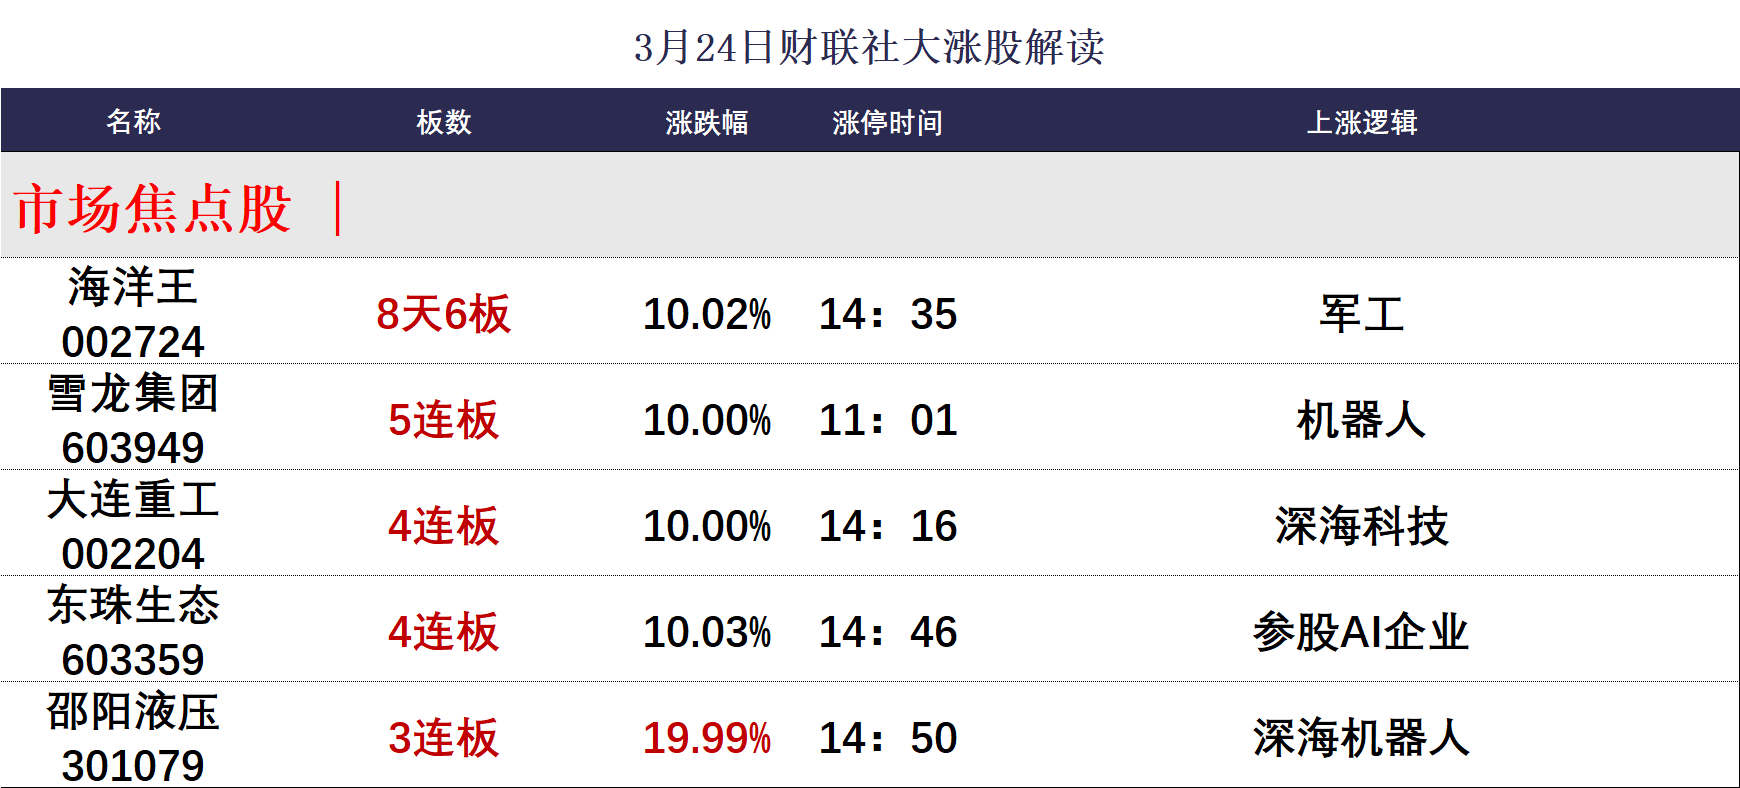 3月24日财联社大涨股解读
名称 板数 涨跌幅 涨停时间 上涨逻辑
市场焦点股 |
海洋王
002724 8天6板 10.02% 14：35 军工
雪龙集团
603949 5连板 10.00% 11：01 机器人
大连重工
002204 4连板 10.00% 14：16 深海科技
东珠生态
603359 4连板 10.03% 14：46 参股AI企业
邵阳液压
301079 3连板 19.99% 14：50 深海机器人